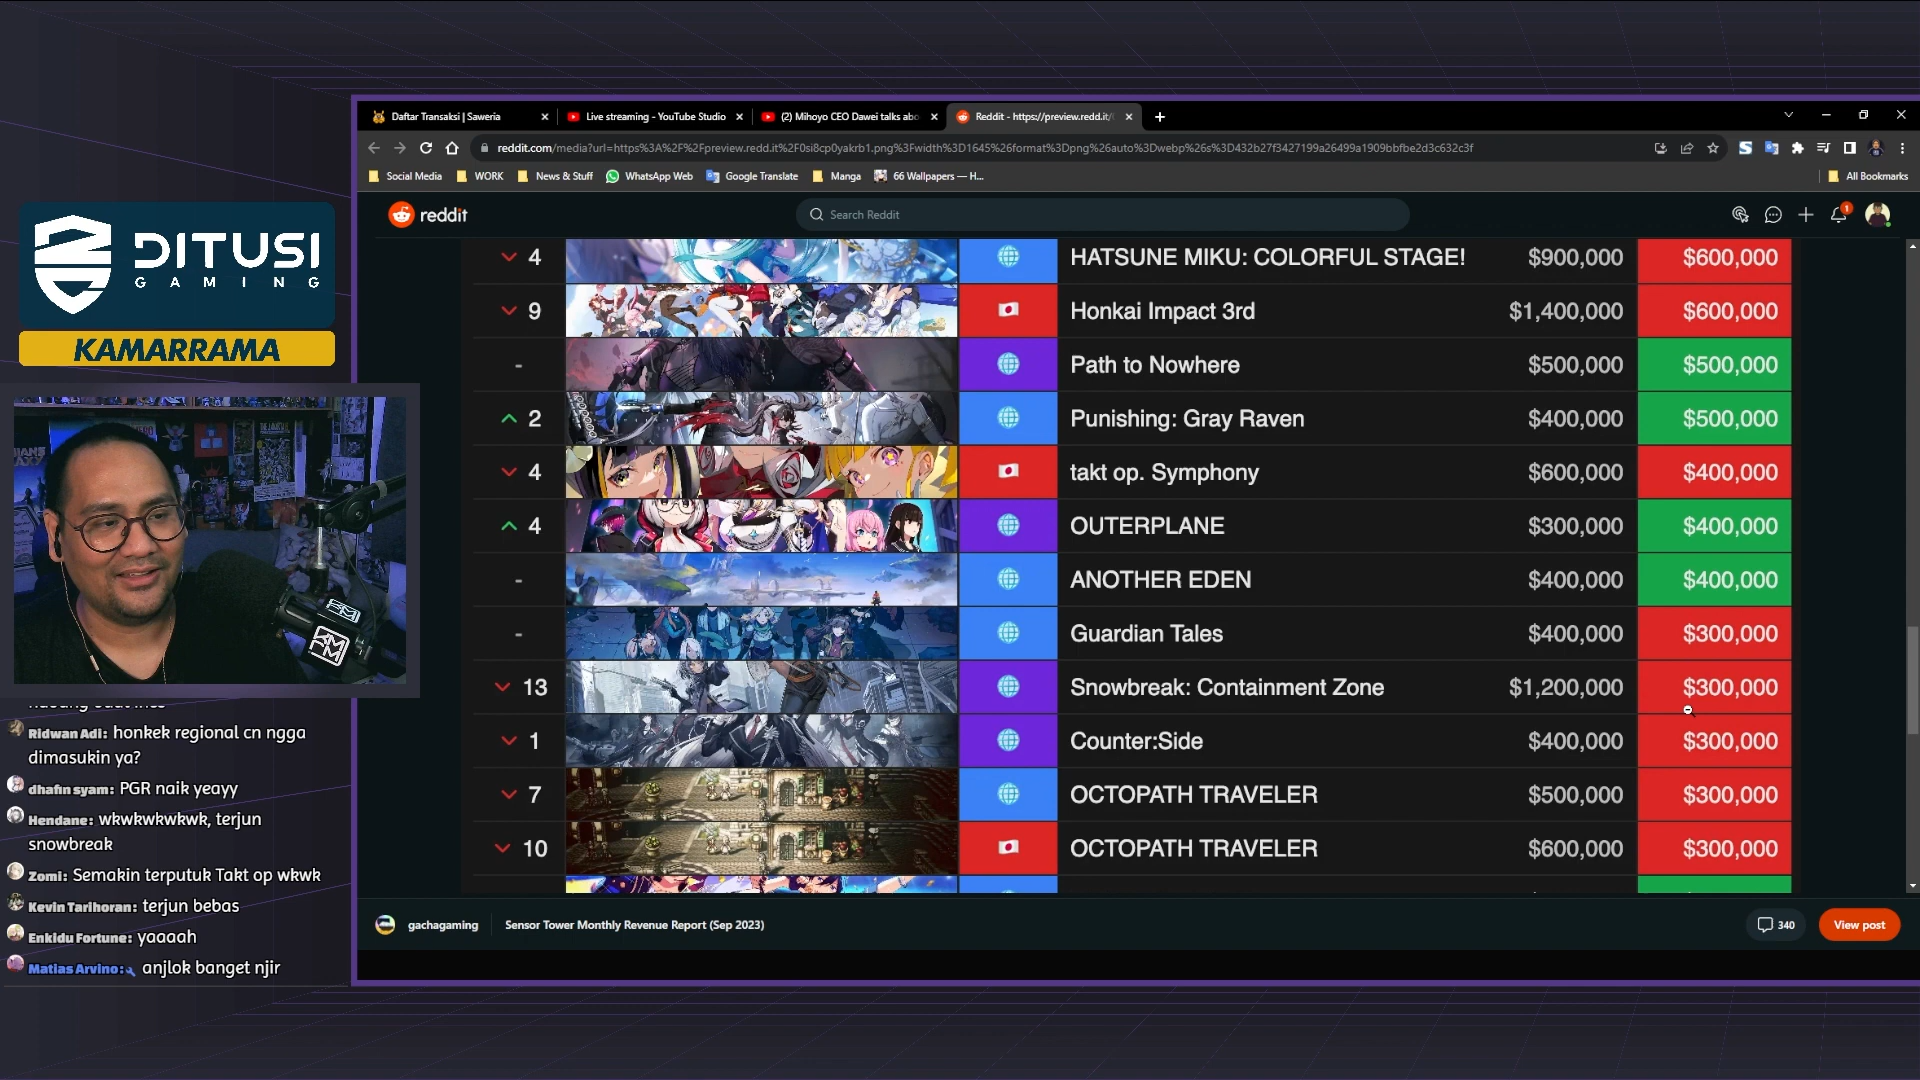 DITUSI
GAMING
KAMARRAMA
Ridwan Adi: honkek regional cn ngga
dimasukin ya?
dhafin syam: PGR naik yeayy
Hendane: wkwkwkwkwk, terjun
snowbreak
Zomi: Semakin terputuk Takt op wkwk
Kevin Tarihoran: terjun bebas
Enkidu Fortune: yaaaah
Matias Arvino: anjlok banget njir
Daftar Transaksi | Saweria
Live streaming - YouTube Studio
(2) Mihoyo CEO Dawei talks abo
Reddit - https://preview.redd.it/
reddit.com/media?url=https%3A%2F%2Fpreview.redd.it%2F0si8cp0yakrb1.png%3Fwidth%3D1645%26format%3Dpng%26auto%3Dwebp%26s%3D432b27f3427199a26499a1909bbfbe2d3c632c3f
Social Media
WORK
News & Stuff
WhatsApp Web
Google Translate
Manga
66 Wallpapers — H...
All Bookmarks
reddit
Search Reddit
1
4 HATSUNE MIKU: COLORFUL STAGE! $900,000 $600,000
9 Honkai Impact 3rd $1,400,000 $600,000
- Path to Nowhere $500,000 $500,000
2 Punishing: Gray Raven $400,000 $500,000
4 takt op. Symphony $600,000 $400,000
4 OUTERPLANE $300,000 $400,000
- ANOTHER EDEN $400,000 $400,000
- Guardian Tales $400,000 $300,000
13 Snowbreak: Containment Zone $1,200,000 $300,000
1 Counter:Side $400,000 $300,000
7 OCTOPATH TRAVELER $500,000 $300,000
10 OCTOPATH TRAVELER $600,000 $300,000
gachagaming
Sensor Tower Monthly Revenue Report (Sep 2023)
340
View post